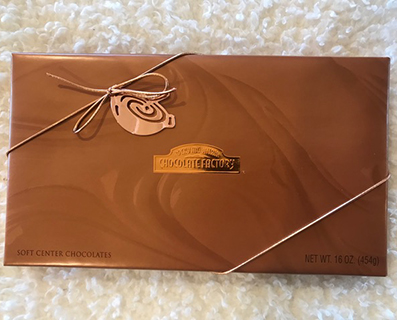 CHOCOLATE FACTORY
SOFT CENTER CHOCOLATES
NET WT. 16 OZ (454g)